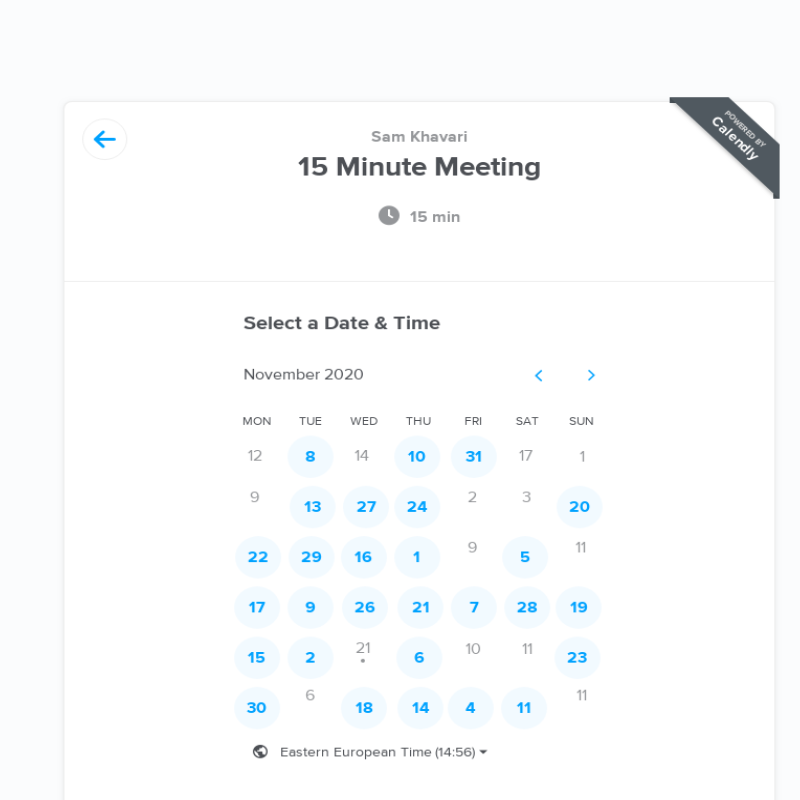 POWERED BY
Calendly
Sam Khavari
15 Minute Meeting
15 min
Select a Date & Time
November 2020
MON TUE WED THU FRI SAT SUN
12 8 14 10 31 17 1
9 13 27 24 2 3 20
22 29 16 1 9 5 11
17 9 26 21 7 28 19
15 2 21 6 10 11 23
30 6 18 14 4 11 11
Eastern European Time (14:56)